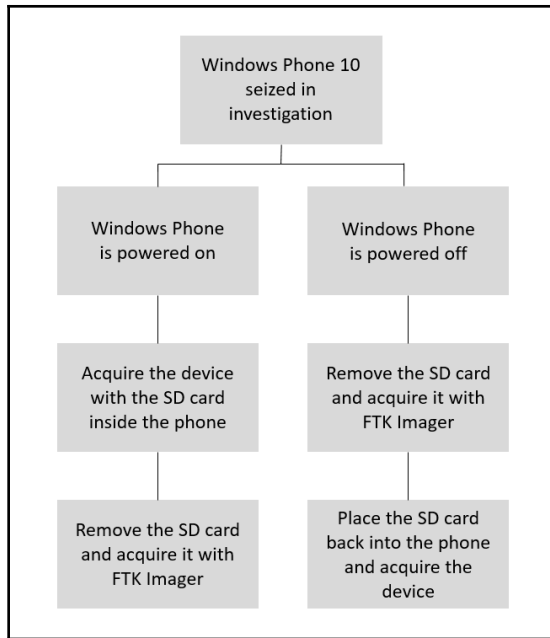 Windows Phone 10
seized in
investigation
Windows Phone
is powered on
Windows Phone
is powered off
Acquire the device
with the SD card
inside the phone
Remove the SD card
and acquire it with
FTK Imager
Remove the SD card
and acquire it with
FTK Imager
Place the SD card
back into the phone
and acquire the
device